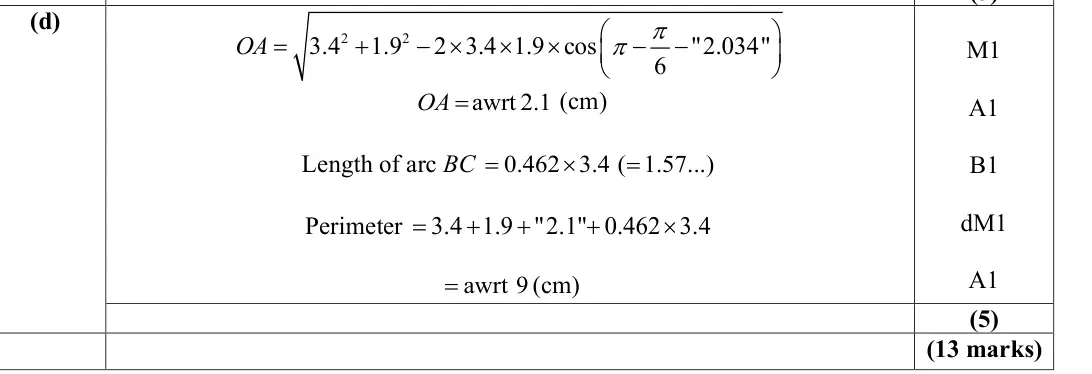 (d)
OA = √(3.4² + 1.9² − 2 × 3.4 × 1.9 × cos(π − π/6 − "2.034")) M1
OA = awrt 2.1 (cm) A1
Length of arc BC = 0.462 × 3.4 (= 1.57...) B1
Perimeter = 3.4 + 1.9 + "2.1" + 0.462 × 3.4 dM1
= awrt 9 (cm) A1
(5)
(13 marks)